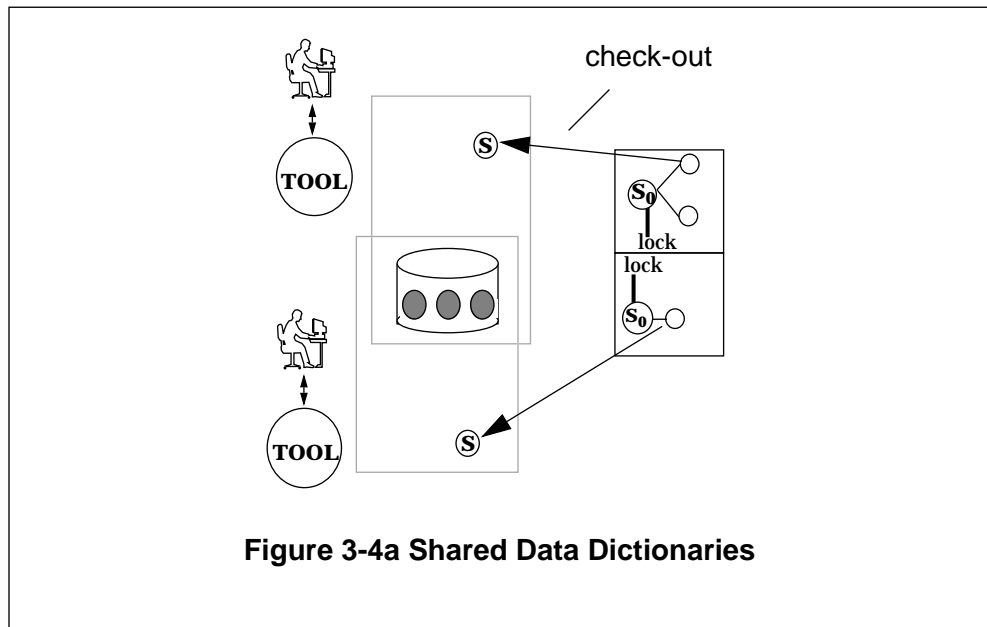 check-out
S
TOOL
S0
lock
lock
S0
S
TOOL
Figure 3-4a Shared Data Dictionaries